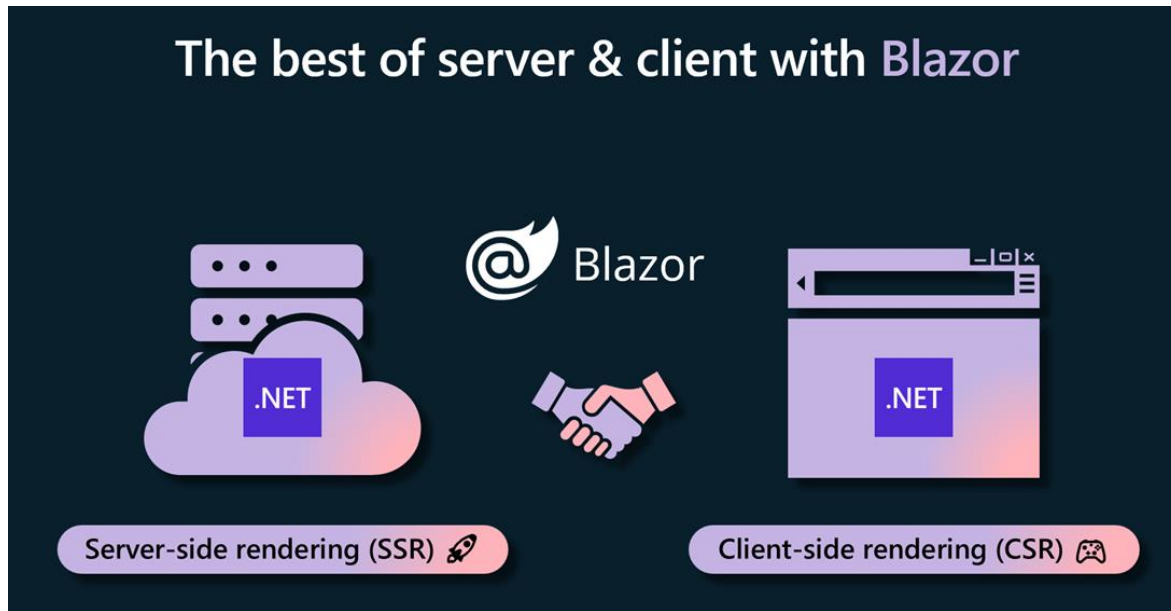 The best of server & client with Blazor
@ Blazor
.NET
.NET
Server-side rendering (SSR) 🚀
Client-side rendering (CSR) 🎮